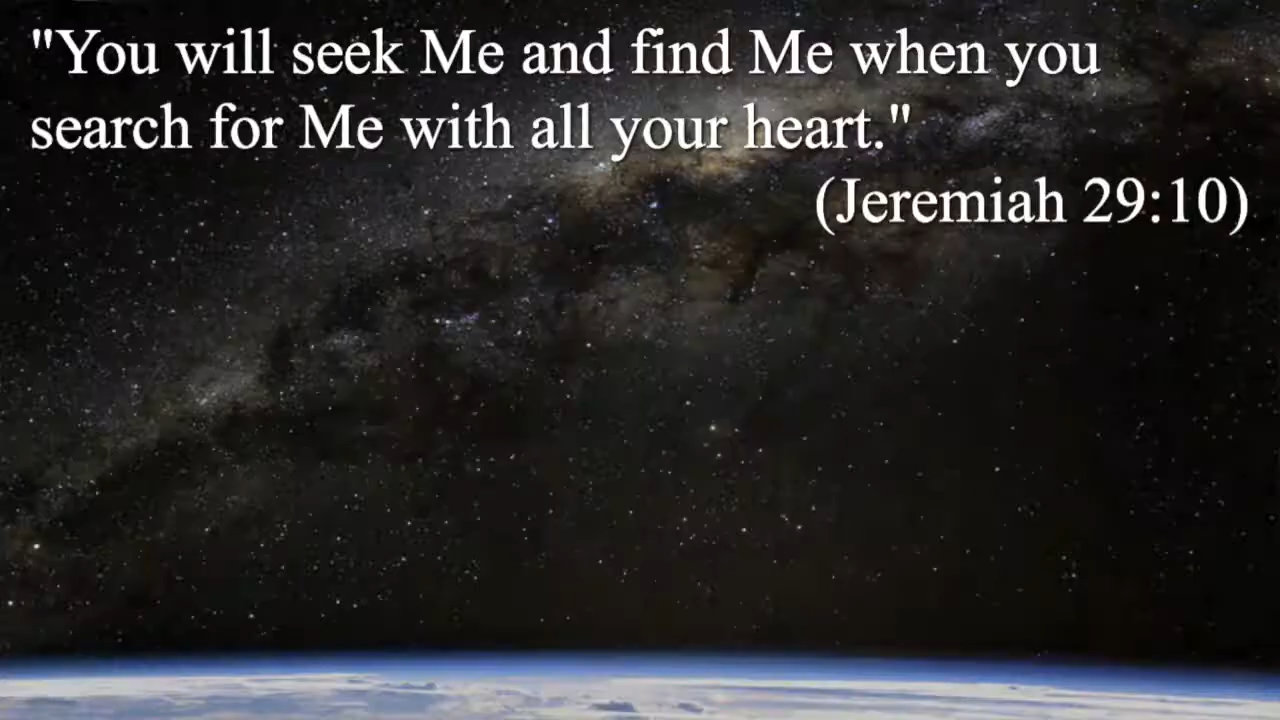 "You will seek Me and find Me when you
search for Me with all your heart."
(Jeremiah 29:10)